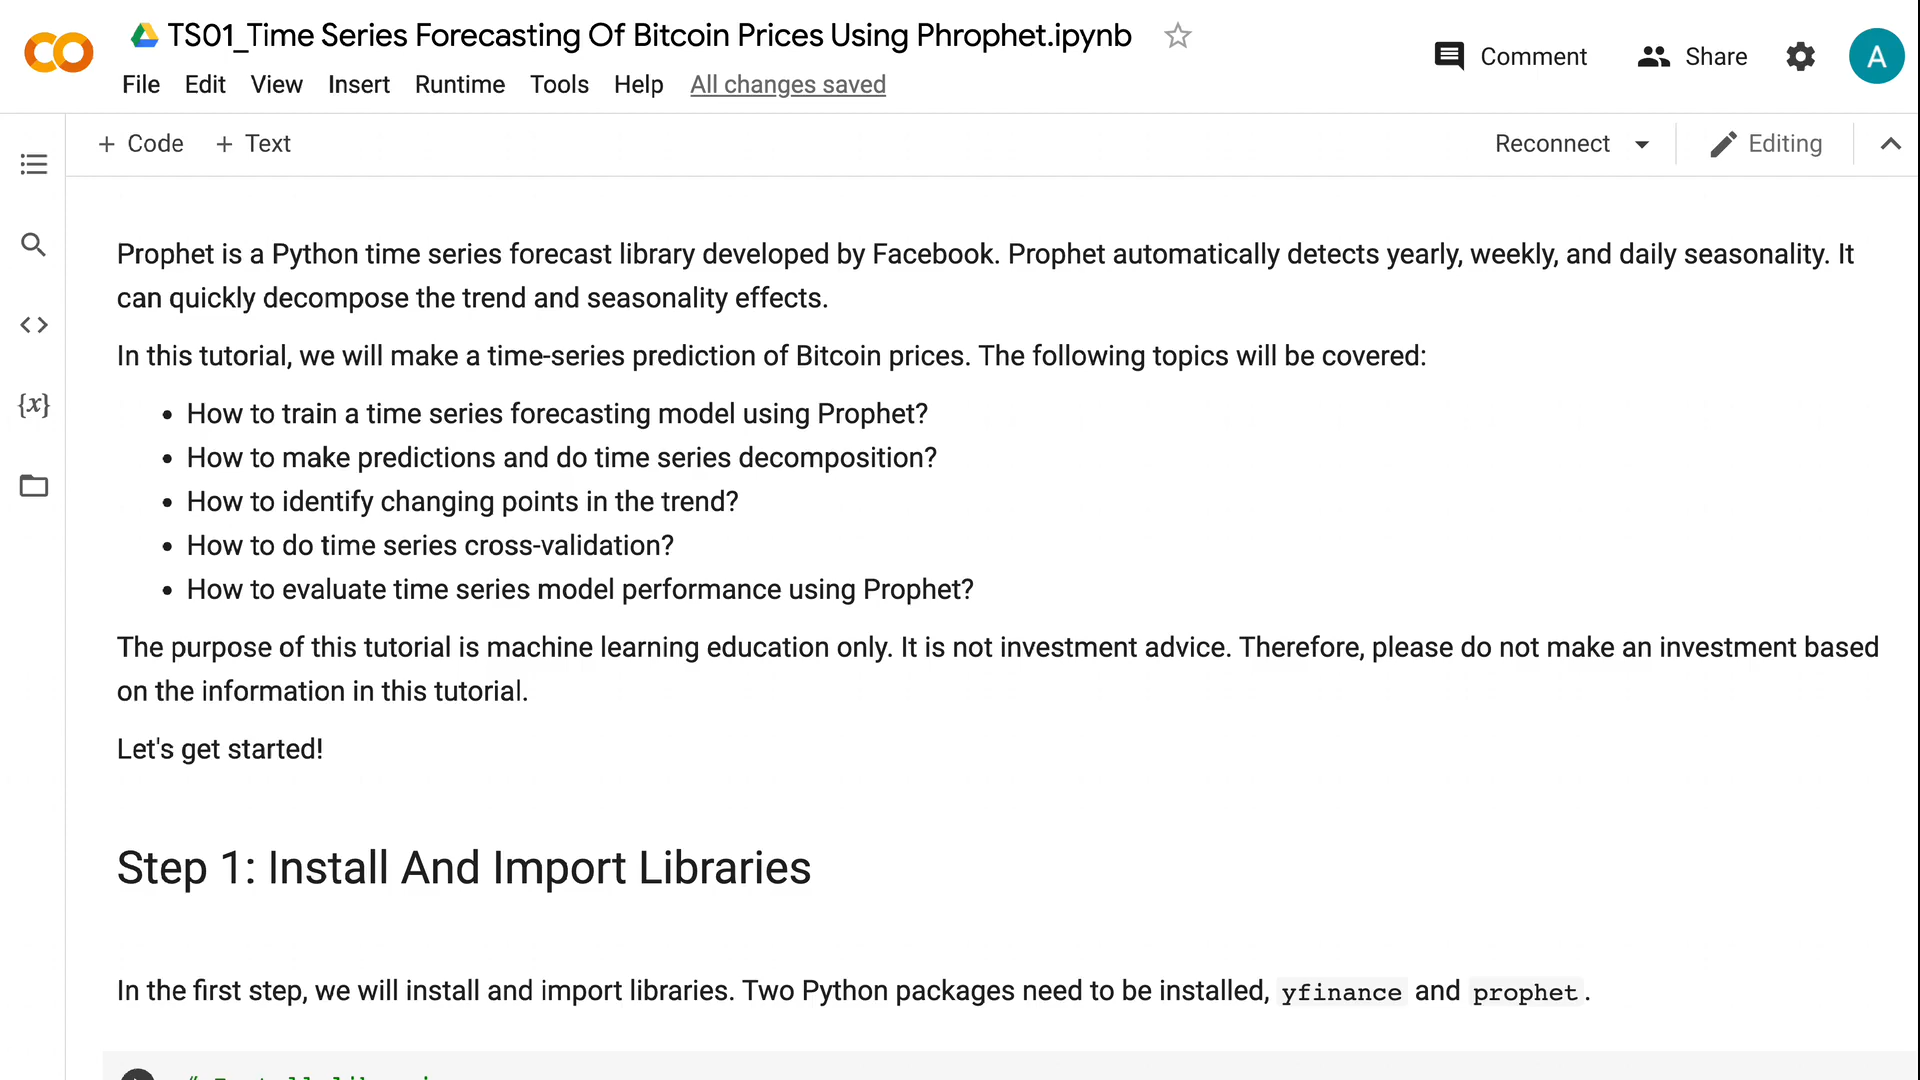 TS01_Time Series Forecasting Of Bitcoin Prices Using Phrophet.ipynb
Comment
Share
A
File Edit View Insert Runtime Tools Help All changes saved
+ Code + Text
Reconnect
Editing
Prophet is a Python time series forecast library developed by Facebook. Prophet automatically detects yearly, weekly, and daily seasonality. It
can quickly decompose the trend and seasonality effects.
In this tutorial, we will make a time-series prediction of Bitcoin prices. The following topics will be covered:
• How to train a time series forecasting model using Prophet?
• How to make predictions and do time series decomposition?
• How to identify changing points in the trend?
• How to do time series cross-validation?
• How to evaluate time series model performance using Prophet?
The purpose of this tutorial is machine learning education only. It is not investment advice. Therefore, please do not make an investment based
on the information in this tutorial.
Let's get started!
Step 1: Install And Import Libraries
In the first step, we will install and import libraries. Two Python packages need to be installed, yfinance and prophet.